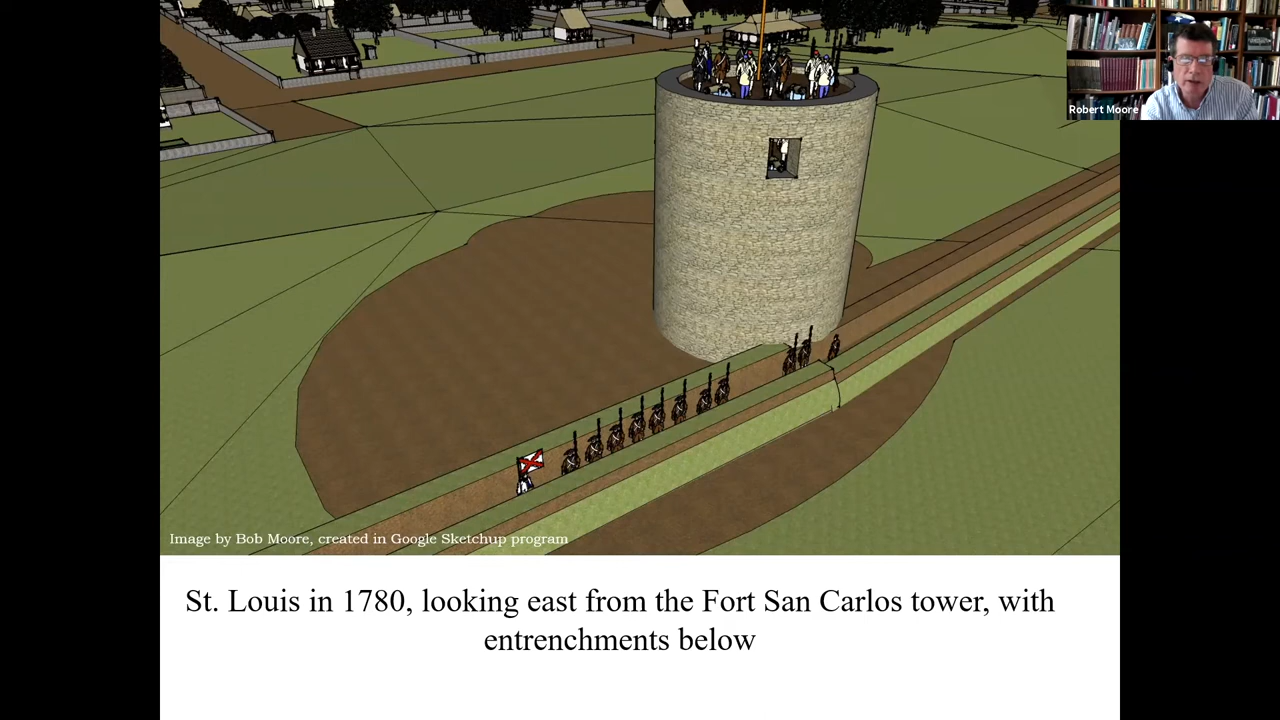 Robert Moore
Image by Bob Moore, created in Google Sketchup program
St. Louis in 1780, looking east from the Fort San Carlos tower, with
entrenchments below